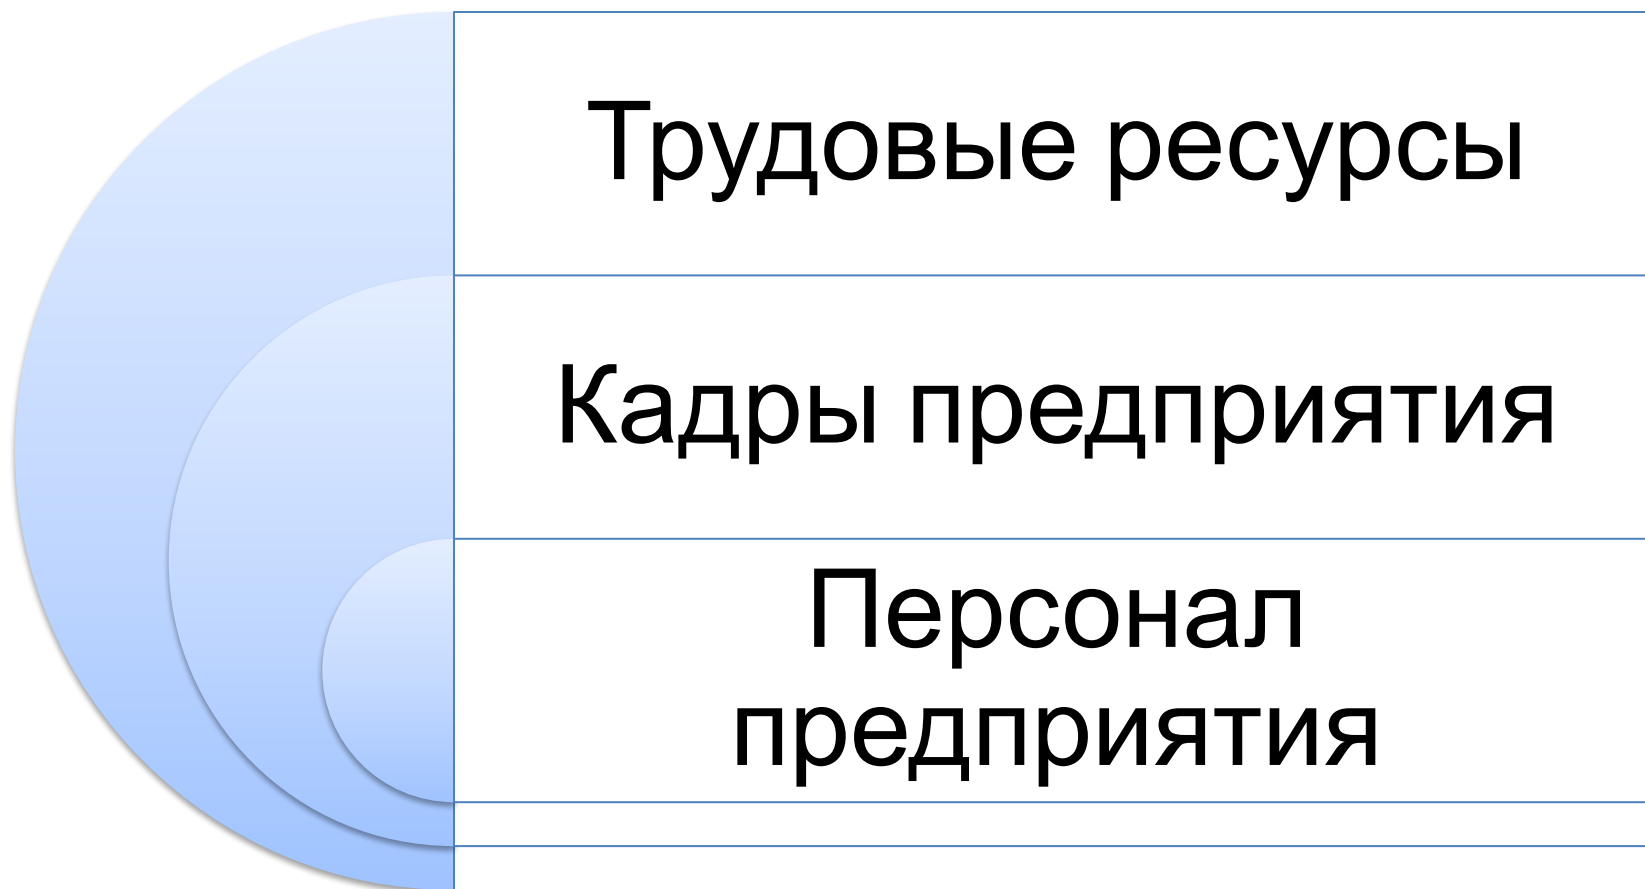 Трудовые ресурсы
Кадры предприятия
Персонал
предприятия